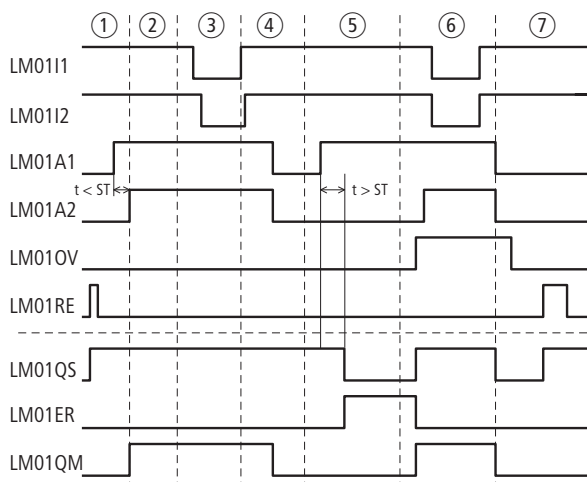 ① ② ③ ④ ⑤ ⑥ ⑦
LM01I1
LM01I2
LM01A1
t < ST
t > ST
LM01A2
LM01OV
LM01RE
LM01QS
LM01ER
LM01QM